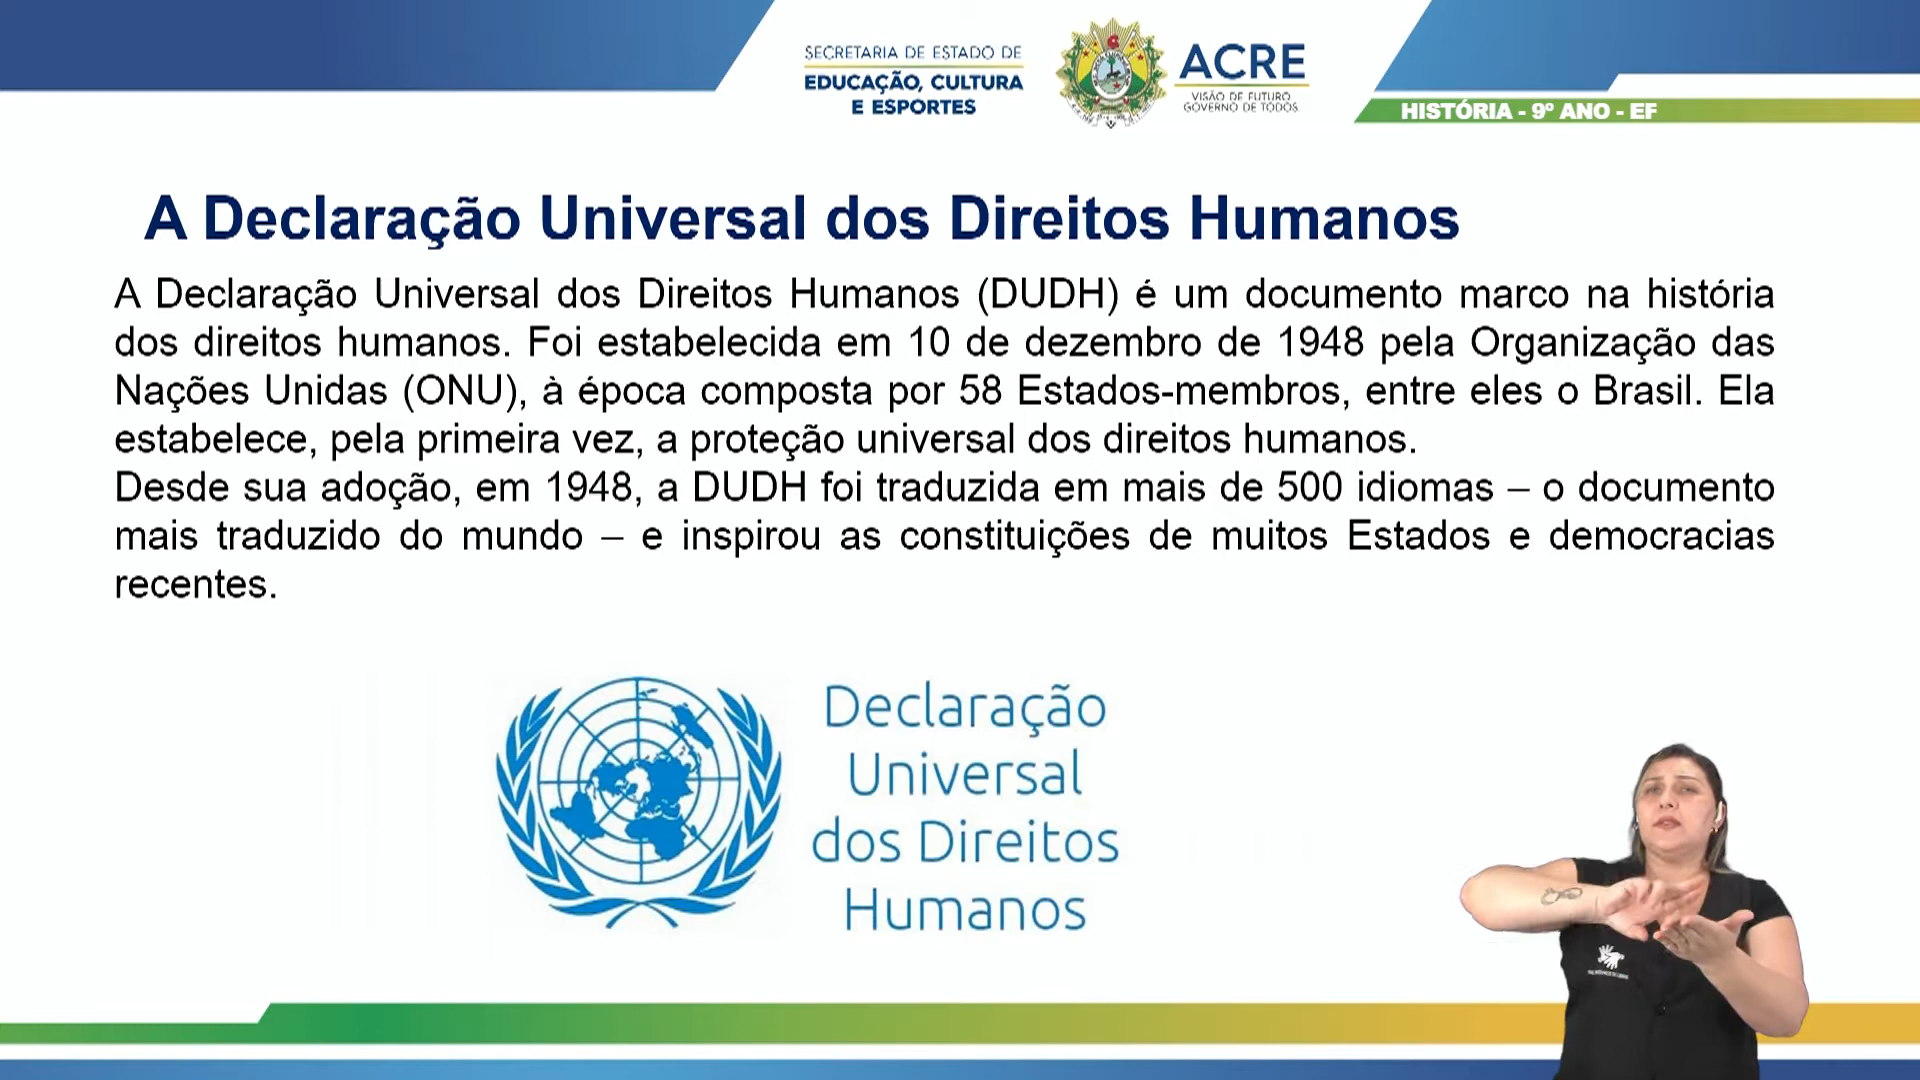 SECRETARIA DE ESTADO DE
EDUCAÇÃO, CULTURA
E ESPORTES
ACRE
VISÃO DE FUTURO
GOVERNO DE TODOS
HISTÓRIA - 9º ANO - EF
A Declaração Universal dos Direitos Humanos
A Declaração Universal dos Direitos Humanos (DUDH) é um documento marco na história
dos direitos humanos. Foi estabelecida em 10 de dezembro de 1948 pela Organização das
Nações Unidas (ONU), à época composta por 58 Estados-membros, entre eles o Brasil. Ela
estabelece, pela primeira vez, a proteção universal dos direitos humanos.
Desde sua adoção, em 1948, a DUDH foi traduzida em mais de 500 idiomas – o documento
mais traduzido do mundo – e inspirou as constituições de muitos Estados e democracias
recentes.
Declaração
Universal
dos Direitos
Humanos